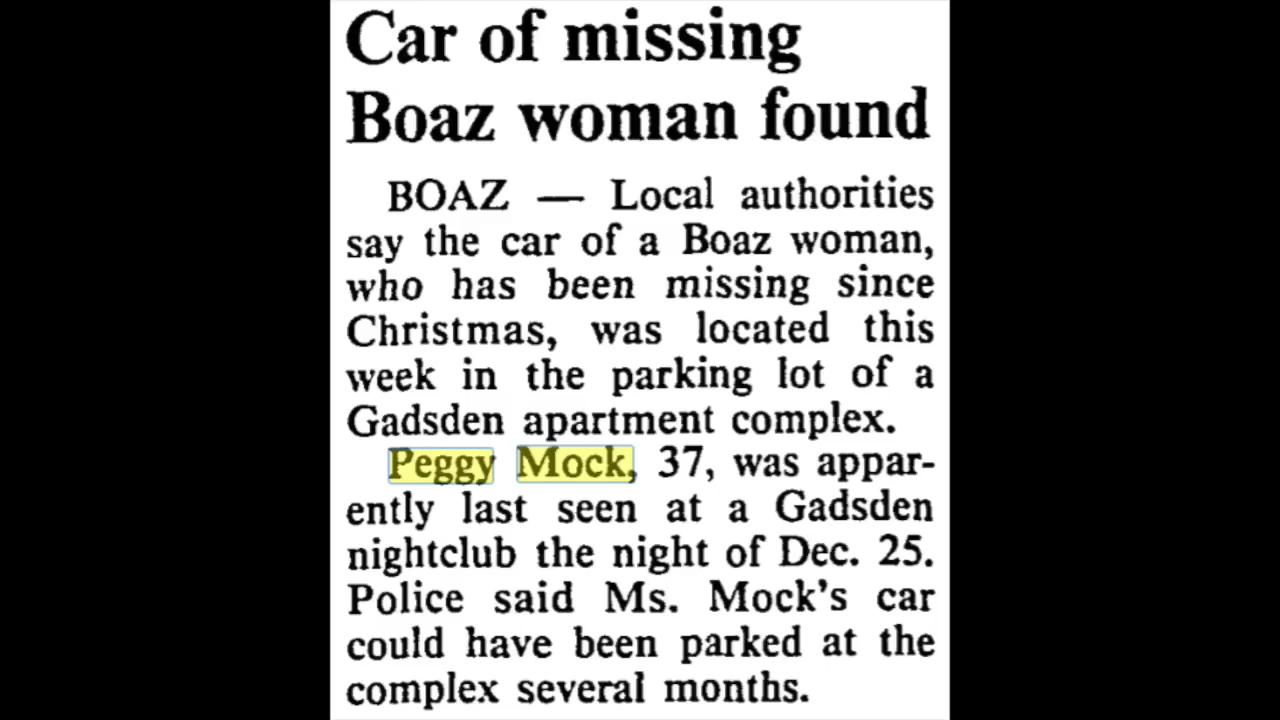 Car of missing
Boaz woman found
BOAZ — Local authorities
say the car of a Boaz woman,
who has been missing since
Christmas, was located this
week in the parking lot of a
Gadsden apartment complex.
Peggy Mock, 37, was appar-
ently last seen at a Gadsden
nightclub the night of Dec. 25.
Police said Ms. Mock's car
could have been parked at the
complex several months.